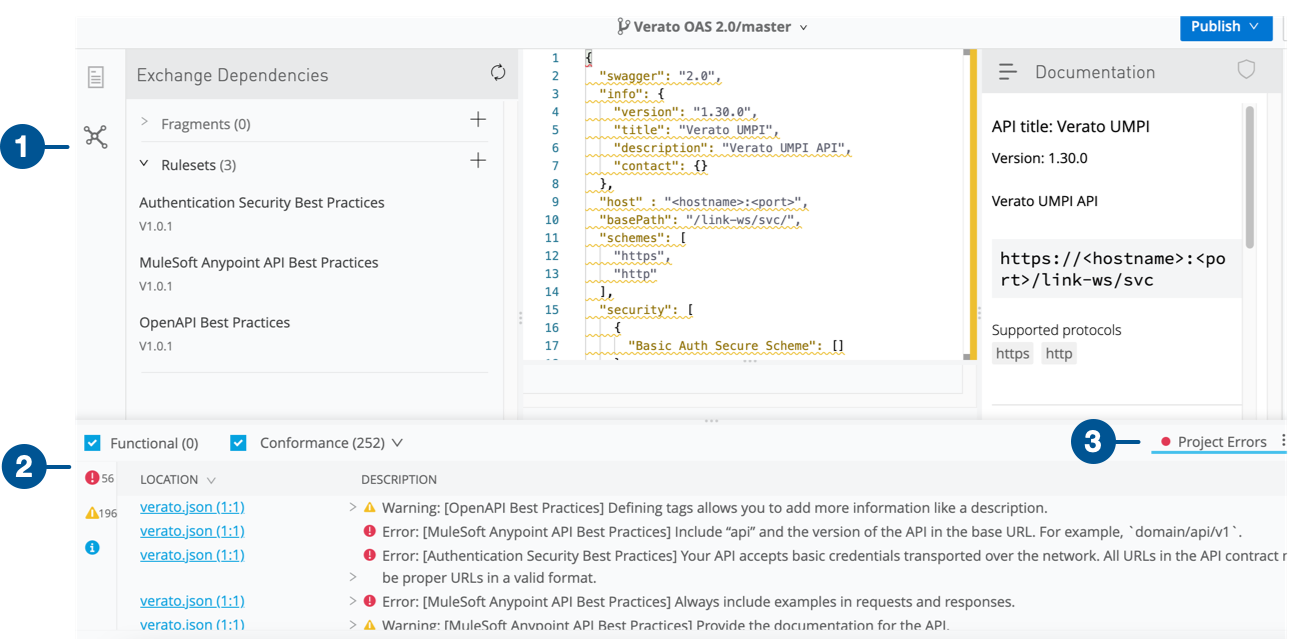 Verato OAS 2.0/master
Publish
Exchange Dependencies
Fragments (0)
Rulesets (3)
Authentication Security Best Practices
V1.0.1
MuleSoft Anypoint API Best Practices
V1.0.1
OpenAPI Best Practices
V1.0.1
1
1 {
2 "swagger": "2.0",
3 "info": {
4 "version": "1.30.0",
5 "title": "Verato UMPI",
6 "description": "Verato UMPI API",
7 "contact": {}
8 },
9 "host" : "<hostname>:<port>",
10 "basePath": "/link-ws/svc/",
11 "schemes": [
12 "https",
13 "http"
14 ],
15 "security": [
16 {
17 "Basic Auth Secure Scheme": []
Documentation
API title: Verato UMPI
Version: 1.30.0
Verato UMPI API
https://<hostname>:<po
rt>/link-ws/svc
Supported protocols
https http
2
Functional (0) Conformance (252)
3
Project Errors
56
196
LOCATION DESCRIPTION
verato.json (1:1) Warning: [OpenAPI Best Practices] Defining tags allows you to add more information like a description.
verato.json (1:1) Error: [MuleSoft Anypoint API Best Practices] Include “api” and the version of the API in the base URL. For example, `domain/api/v1`.
verato.json (1:1) Error: [Authentication Security Best Practices] Your API accepts basic credentials transported over the network. All URLs in the API contract
be proper URLs in a valid format.
verato.json (1:1) Error: [MuleSoft Anypoint API Best Practices] Always include examples in requests and responses.
verato.json (1:1) Warning: [MuleSoft Anypoint API Best Practices] Provide the documentation for the API.